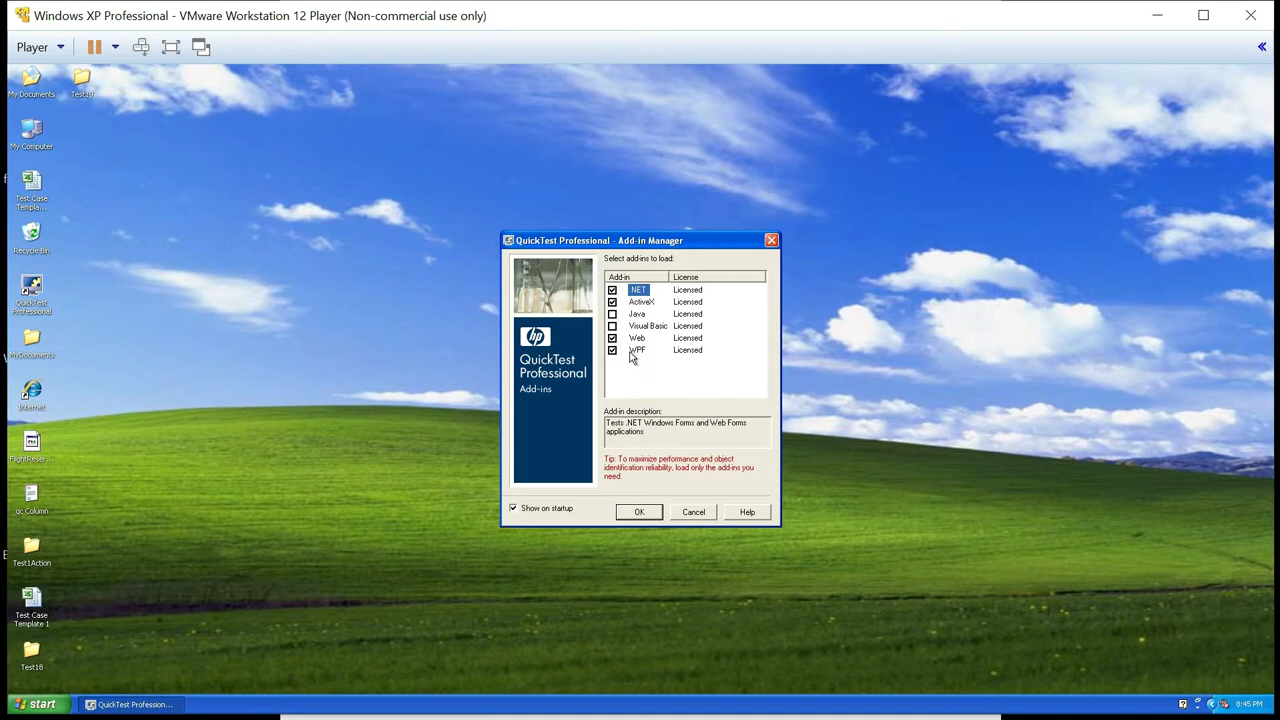 Windows XP Professional - VMware Workstation 12 Player (Non-commercial use only)
Player
My Documents
Test19
My Computer
Test Case
Templa...
Recycle Bin
QuickTest
Professional
MyDocuments
Internet
FlightReser...
qc Column
Test1Action
Test Case
Template 1
Test18
QuickTest Professional - Add-in Manager
Select add-ins to load:
Add-in License
.NET Licensed
ActiveX Licensed
Java Licensed
Visual Basic Licensed
Web Licensed
WPF Licensed
hp
QuickTest
Professional
Add-ins
Add-in description:
Tests .NET Windows Forms and Web Forms
applications
Tip: To maximize performance and object
identification reliability, load only the add-ins you
need.
Show on startup
OK Cancel Help
start
QuickTest Profession...
8:45 PM